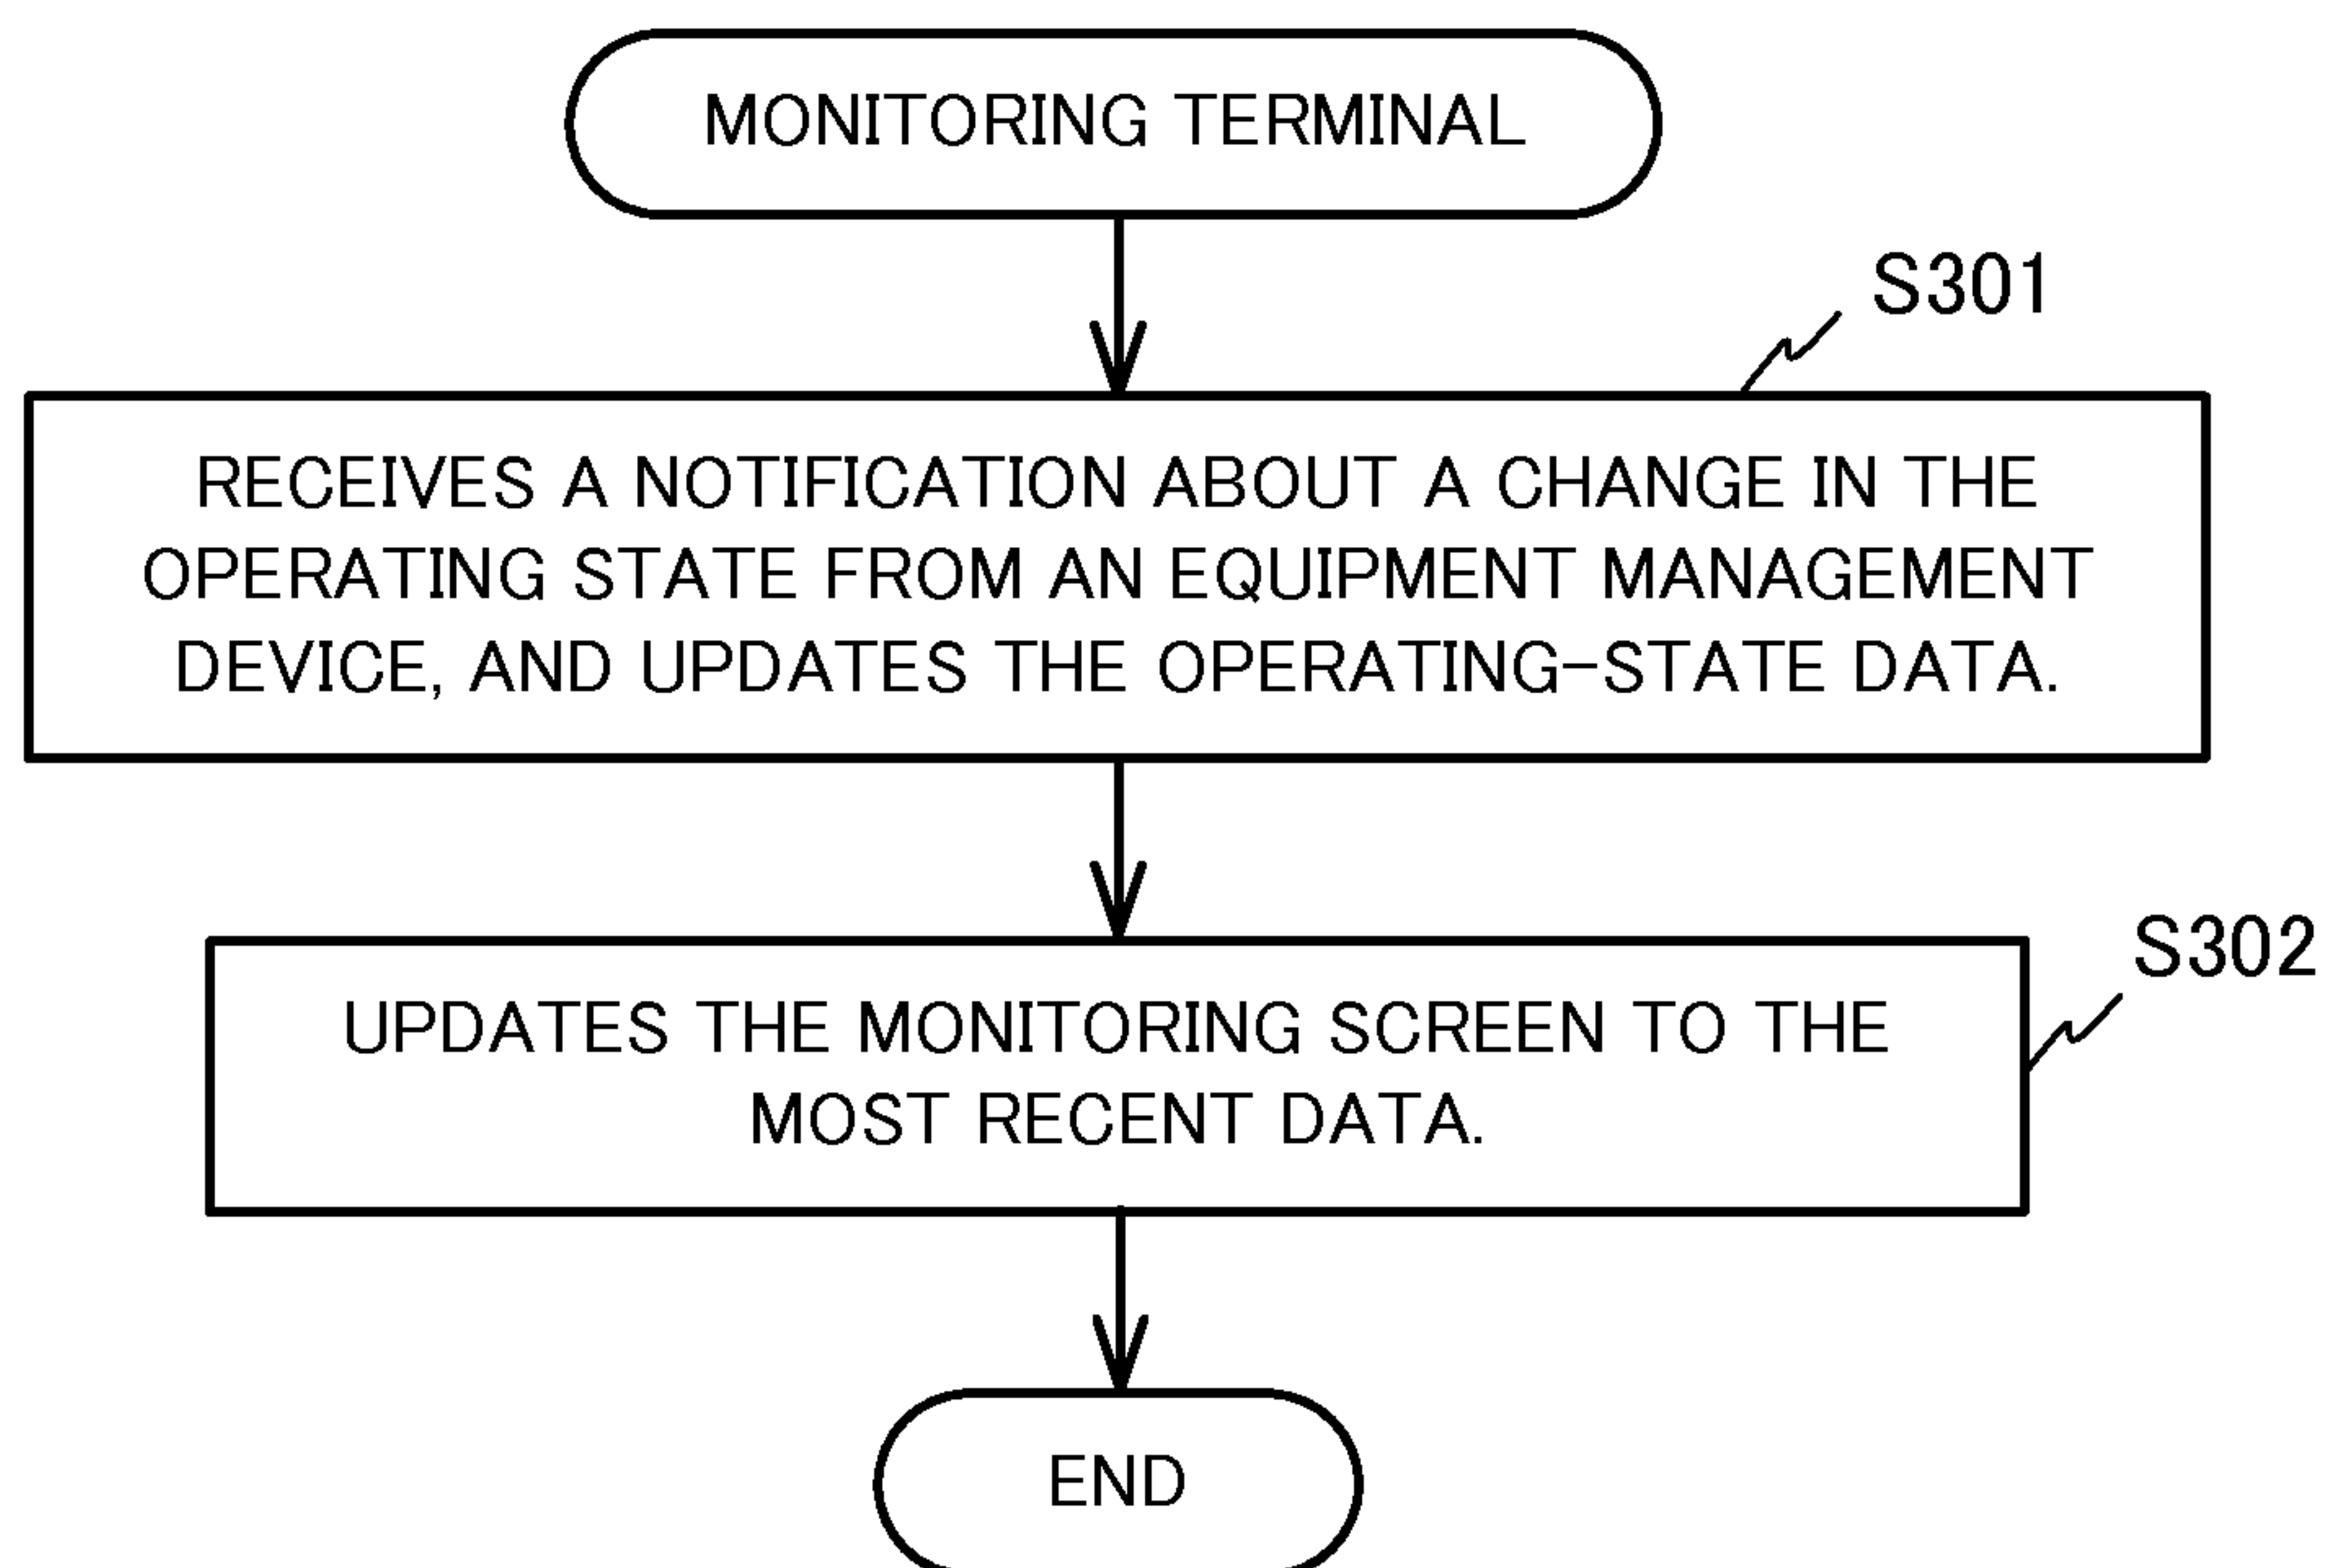 MONITORING TERMINAL
S301
RECEIVES A NOTIFICATION ABOUT A CHANGE IN THE
OPERATING STATE FROM AN EQUIPMENT MANAGEMENT
DEVICE, AND UPDATES THE OPERATING-STATE DATA.
S302
UPDATES THE MONITORING SCREEN TO THE
MOST RECENT DATA.
END